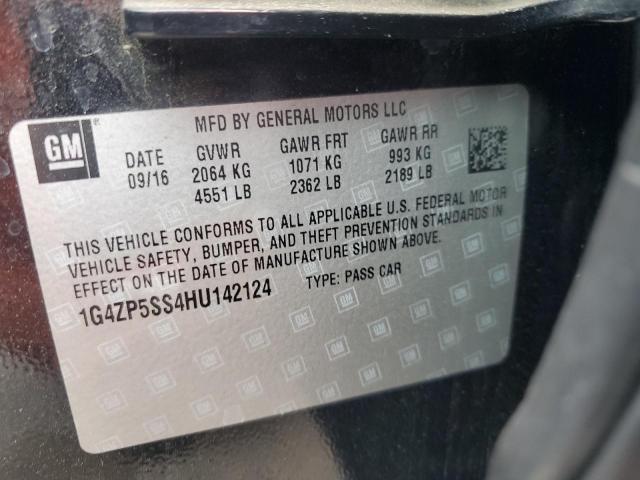 GM
MFD BY GENERAL MOTORS LLC
DATE GVWR GAWR FRT GAWR RR
09/16 2064 KG 1071 KG 993 KG
4551 LB 2362 LB 2189 LB
THIS VEHICLE CONFORMS TO ALL APPLICABLE U.S. FEDERAL MOTOR
VEHICLE SAFETY, BUMPER, AND THEFT PREVENTION STANDARDS IN
EFFECT ON THE DATE OF MANUFACTURE SHOWN ABOVE.
1G4ZP5SS4HU142124 TYPE: PASS CAR